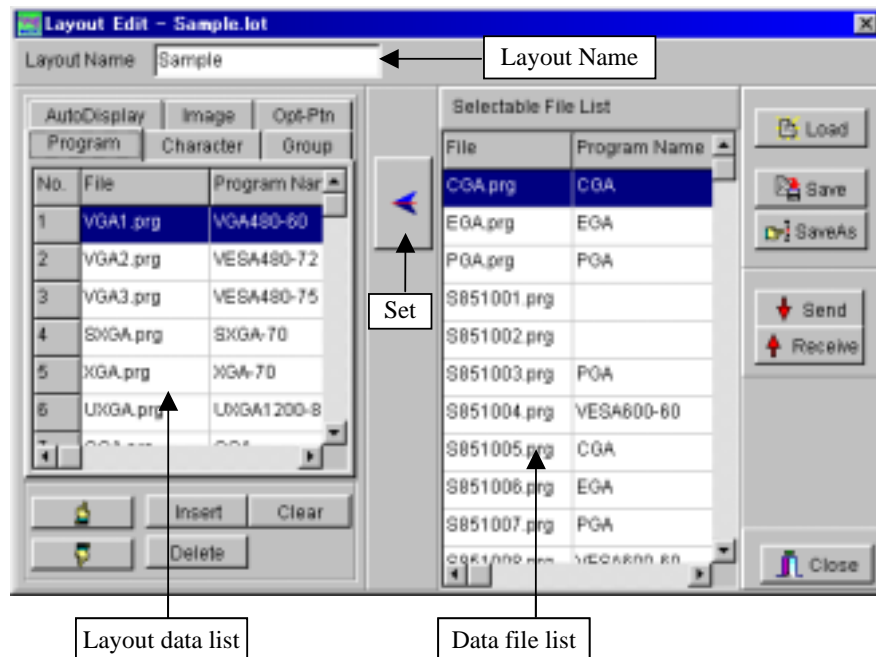 Layout Edit - Sample.lot
Layout Name Sample
Layout Name
AutoDisplay Image Opt-Ptn
Program Character Group
No. File Program Nar
1 VGA1.prg VGA480-60
2 VGA2.prg VESA480-72
3 VGA3.prg VESA480-75
4 SXGA.prg SXGA-70
5 XGA.prg XGA-70
6 UXGA.prg UXGA1200-8
Insert Clear
Delete
Set
Selectable File List
File Program Name
CGA.prg CGA
EGA.prg EGA
PGA.prg PGA
S851001.prg
S851002.prg
S851003.prg PGA
S851004.prg VESA600-60
S851005.prg CGA
S851006.prg EGA
S851007.prg PGA
Load
Save
SaveAs
Send
Receive
Close
Layout data list
Data file list